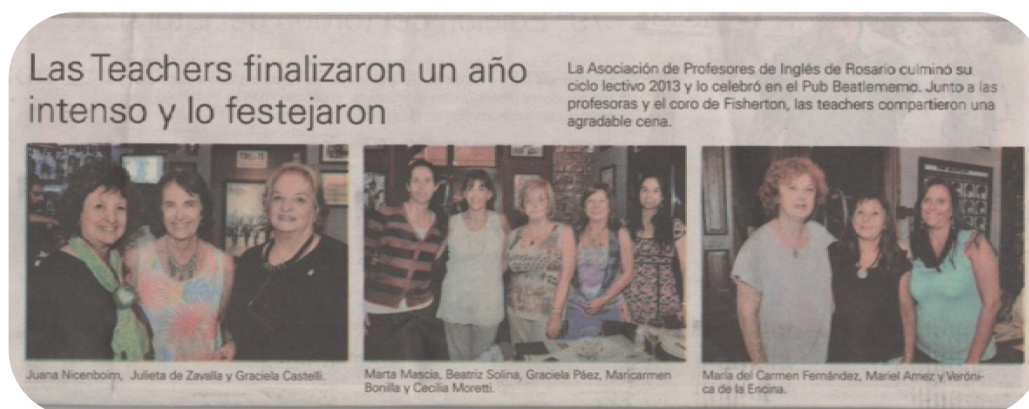 Las Teachers finalizaron un año
intenso y lo festejaron
La Asociación de Profesores de Inglés de Rosario culminó su
ciclo lectivo 2013 y lo celebró en el Pub Beatlememo. Junto a las
profesoras y el coro de Fisherton, las teachers compartieron una
agradable cena.
Juana Nicenboim, Julieta de Zavalla y Graciela Castelli.
Marta Mascia, Beatriz Solina, Graciela Páez, Maricarmen
Bonilla y Cecilia Moretti.
María del Carmen Fernández, Mariel Amez y Veróni-
ca de la Encina.